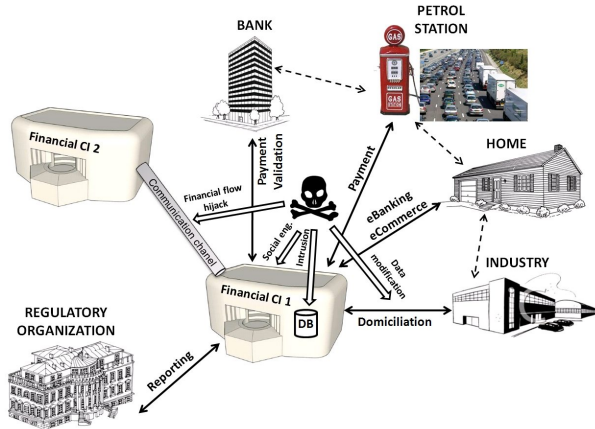 BANK
PETROL
STATION
GAS
GAS
STATION
Financial CI 2
HOME
Communication chanel
Payment
Validation
Financial flow
hijack
Payment
eBanking
eCommerce
Social eng.
Intrusion
Data
modification
INDUSTRY
Financial CI 1
DB
Domiciliation
REGULATORY
ORGANIZATION
Reporting